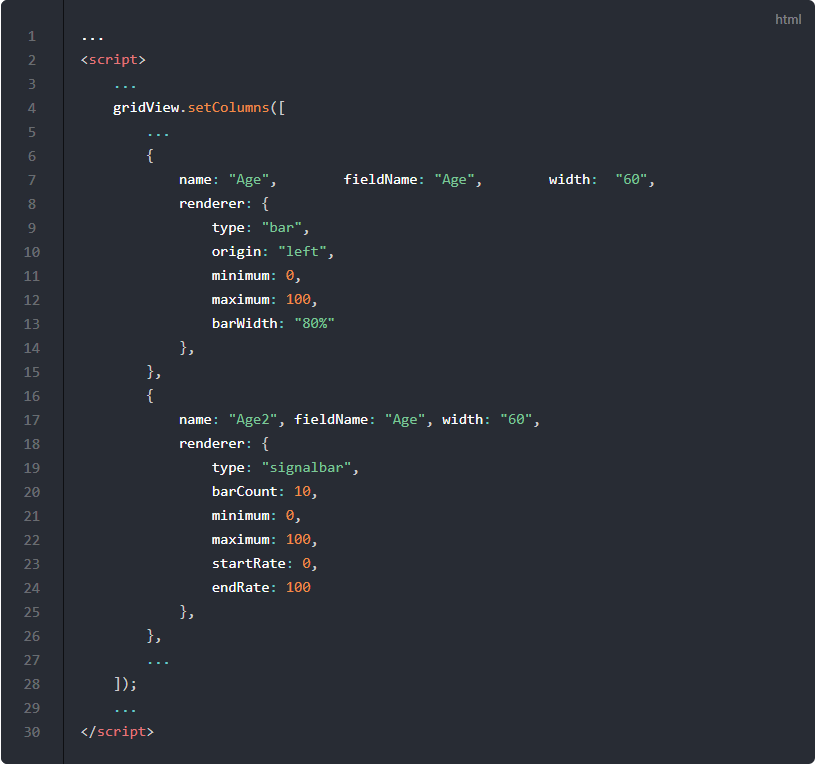 html
1 ...
2 <script>
3     ...
4     gridView.setColumns([
5         ...
6         {
7             name: "Age",        fieldName: "Age",        width:  "60",
8             renderer: {
9                 type: "bar",
10                 origin: "left",
11                 minimum: 0,
12                 maximum: 100,
13                 barWidth: "80%"
14             },
15         },
16         {
17             name: "Age2", fieldName: "Age", width: "60",
18             renderer: {
19                 type: "signalbar",
20                 barCount: 10,
21                 minimum: 0,
22                 maximum: 100,
23                 startRate: 0,
24                 endRate: 100
25             },
26         },
27         ...
28     ]);
29     ...
30 </script>